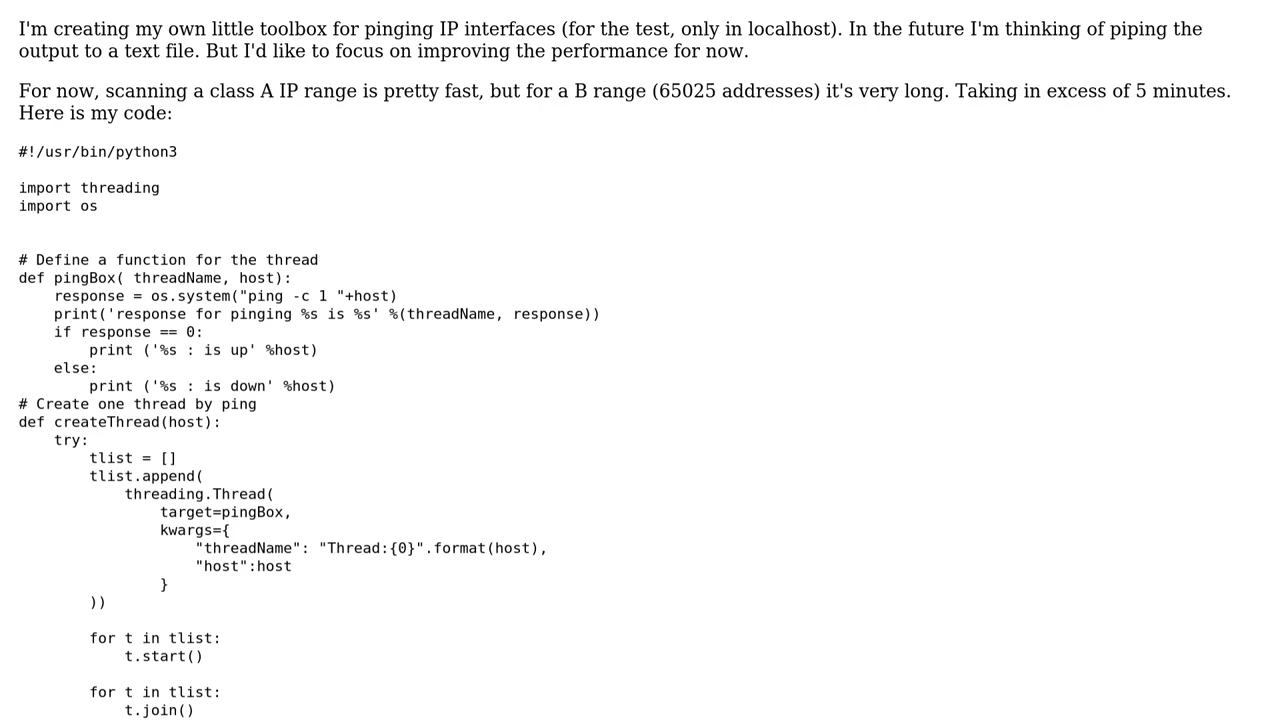 I'm creating my own little toolbox for pinging IP interfaces (for the test, only in localhost). In the future I'm thinking of piping the
output to a text file. But I'd like to focus on improving the performance for now.
For now, scanning a class A IP range is pretty fast, but for a B range (65025 addresses) it's very long. Taking in excess of 5 minutes.
Here is my code:
#!/usr/bin/python3
import threading
import os
# Define a function for the thread
def pingBox( threadName, host):
    response = os.system("ping -c 1 "+host)
    print('response for pinging %s is %s' %(threadName, response))
    if response == 0:
        print ('%s : is up' %host)
    else:
        print ('%s : is down' %host)
# Create one thread by ping
def createThread(host):
    try:
        tlist = []
        tlist.append(
            threading.Thread(
                target=pingBox,
                kwargs={
                    "threadName": "Thread:{0}".format(host),
                    "host":host
                }
        ))
        for t in tlist:
            t.start()
        for t in tlist:
            t.join()